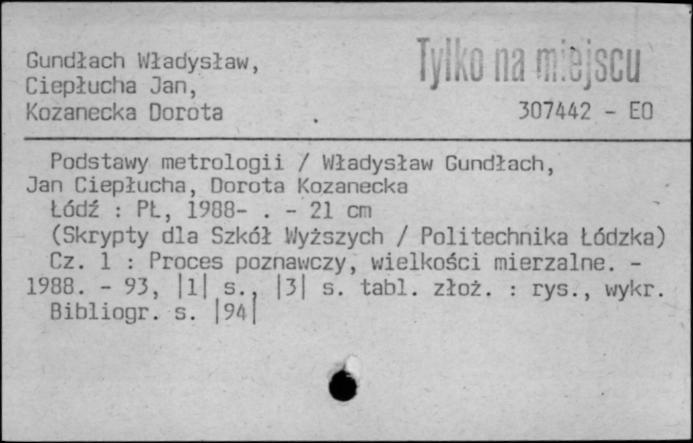 Gundłach Władysław,
Ciepłucha Jan,
Kozanecka Dorota
Tylko na miejscu
307442 - EO
Podstawy metrologii / Władysław Gundłach,
Jan Ciepłucha, Dorota Kozanecka
Łódź : PŁ, 1988- . - 21 cm
(Skrypty dla Szkół Wyższych / Politechnika Łódzka)
Cz. 1 : Proces poznawczy, wielkości mierzalne. -
1988. - 93, |1| s., |3| s. tabl. złoż. : rys., wykr.
Bibliogr. s. |94|